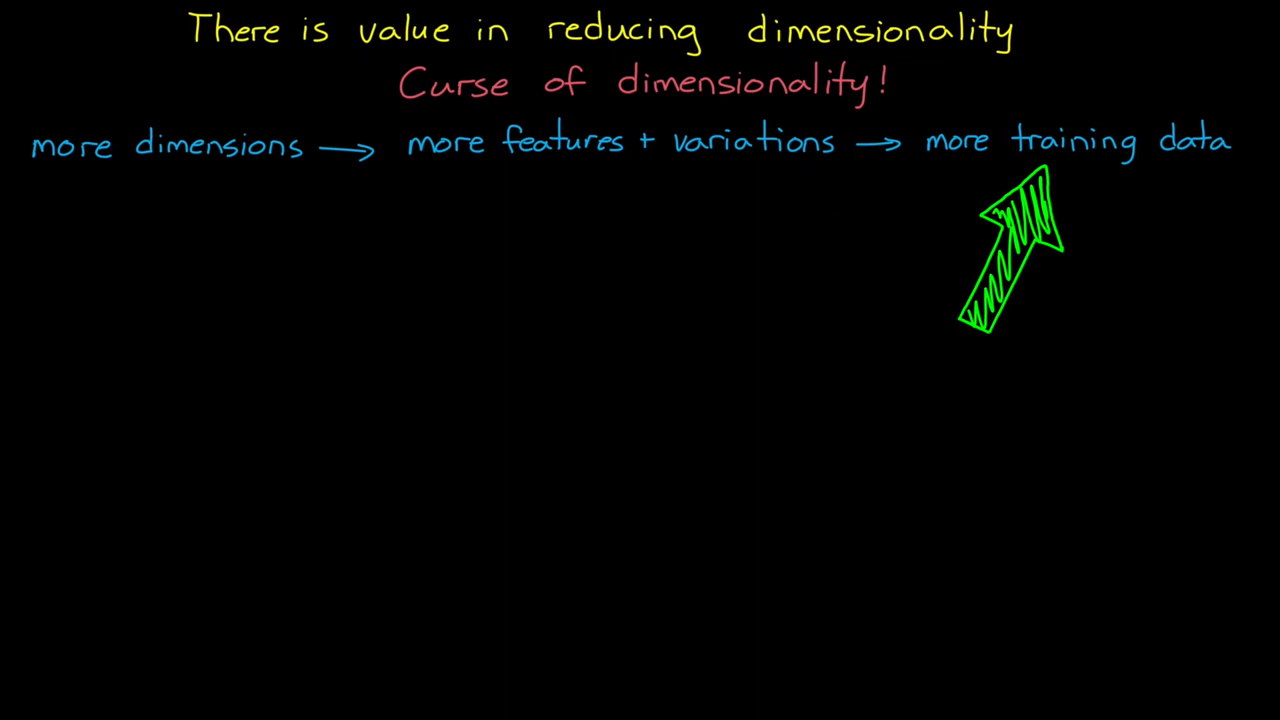 There is value in reducing dimensionality
Curse of dimensionality!
more dimensions → more features + variations → more training data